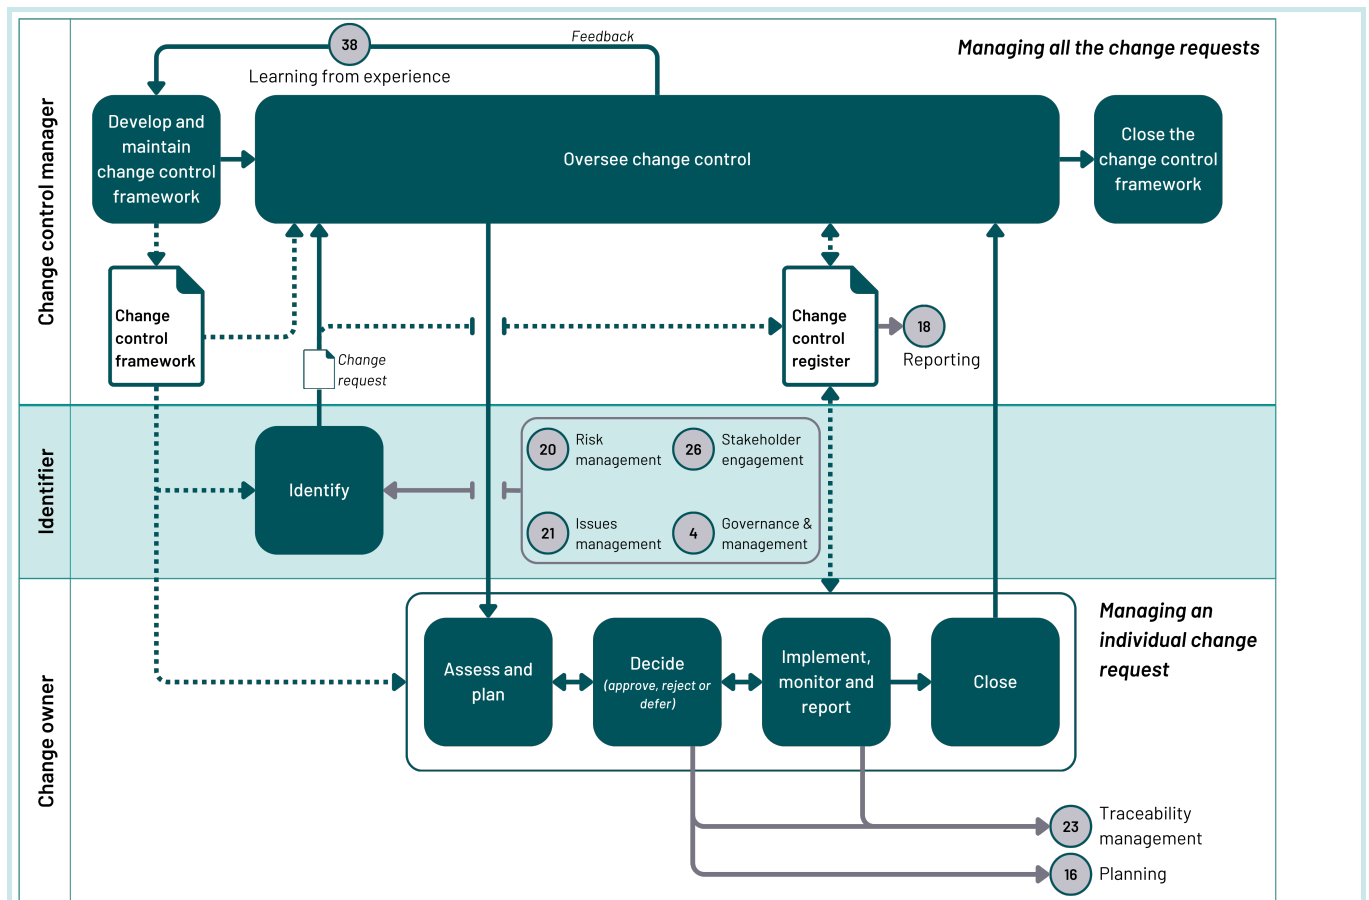 Feedback
38
Learning from experience
Managing all the change requests
Change control manager
Develop and
maintain
change control
framework
Oversee change control
Close the
change control
framework
Change
control
framework
Change
request
Change
control
register
18
Reporting
Identifier
Identify
20
Risk
management
26
Stakeholder
engagement
21
Issues
management
4
Governance &
management
Change owner
Managing an
individual change
request
Assess and
plan
Decide
(approve, reject or
defer)
Implement,
monitor and
report
Close
23
Traceability
management
16
Planning